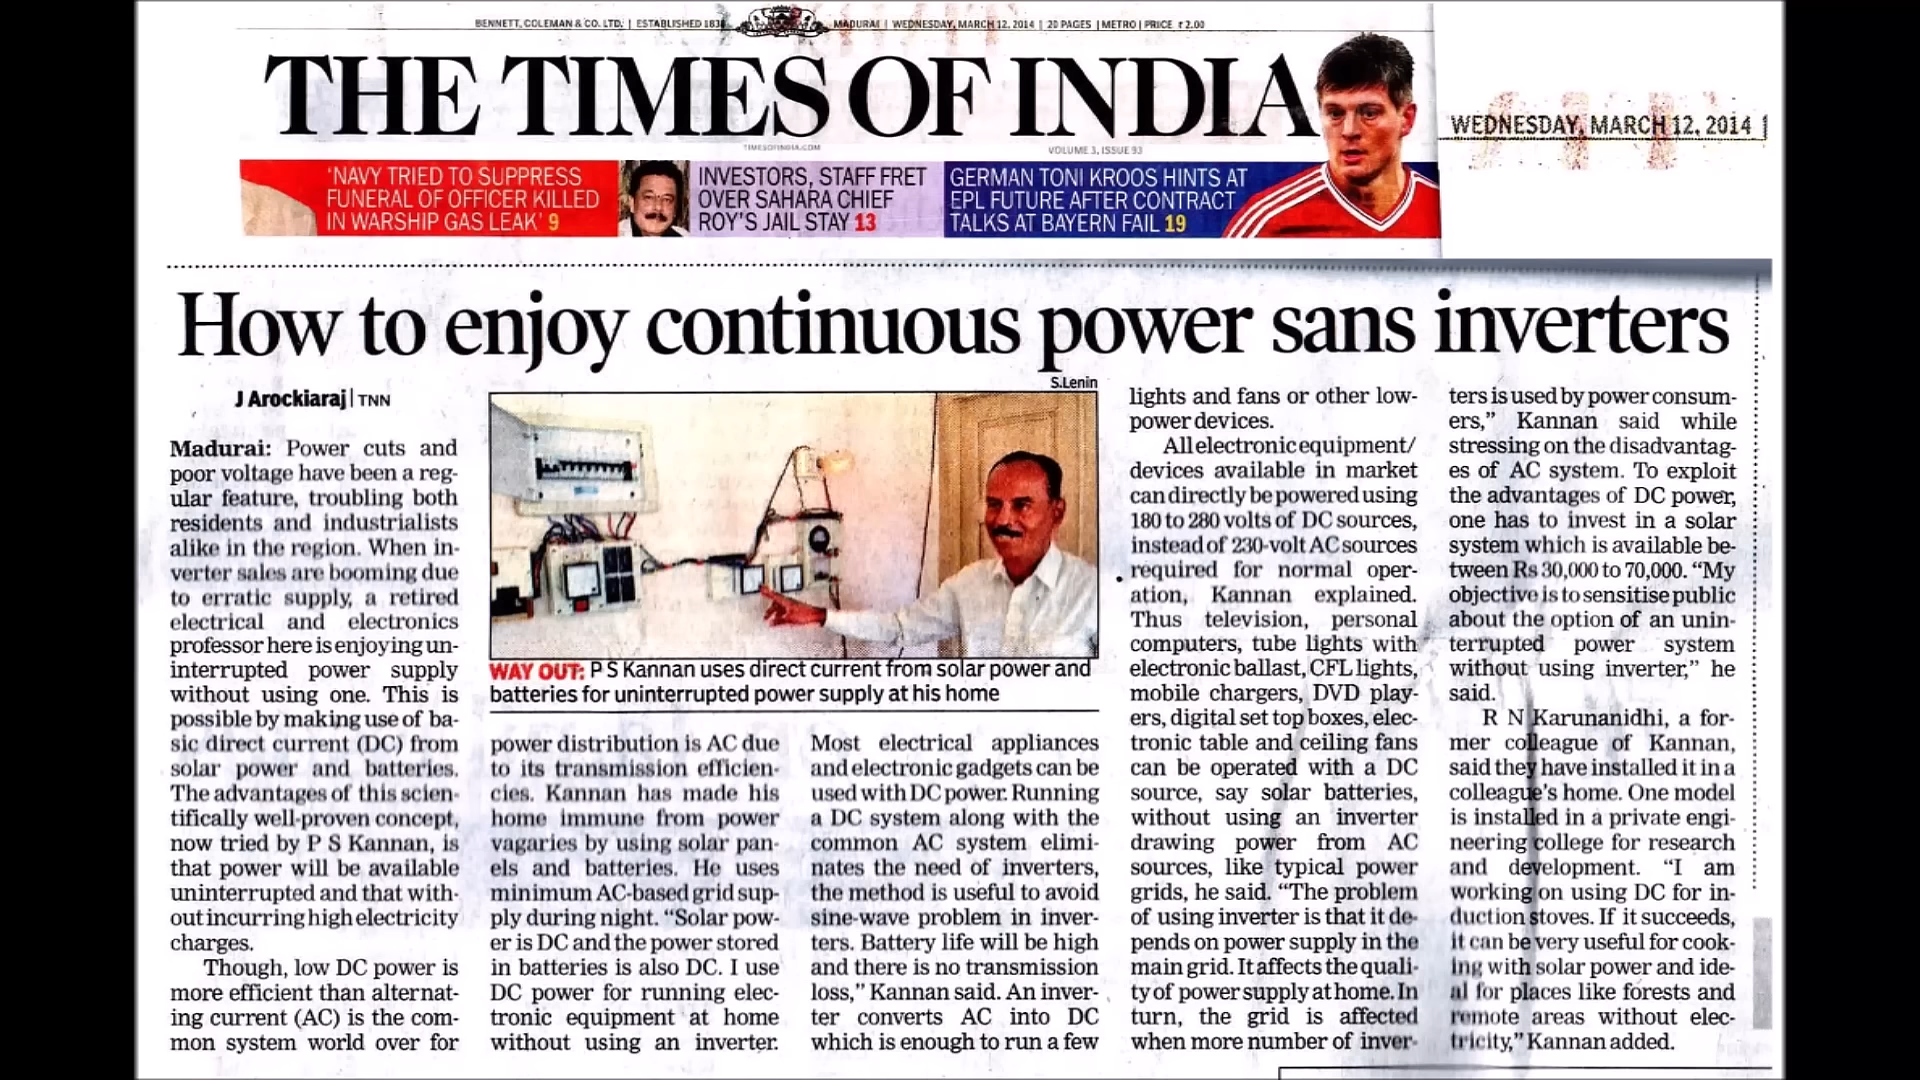 BENNETT, COLEMAN & CO. LTD. | ESTABLISHED 1838
MADURAI | WEDNESDAY, MARCH 12, 2014 | 20 PAGES | METRO | PRICE ₹ 2.00
THE TIMES OF INDIA
TIMESOFINDIA.COM
VOLUME 3, ISSUE 93
WEDNESDAY, MARCH 12, 2014
'NAVY TRIED TO SUPPRESS
FUNERAL OF OFFICER KILLED
IN WARSHIP GAS LEAK' 9
INVESTORS, STAFF FRET
OVER SAHARA CHIEF
ROY'S JAIL STAY 13
GERMAN TONI KROOS HINTS AT
EPL FUTURE AFTER CONTRACT
TALKS AT BAYERN FAIL 19
How to enjoy continuous power sans inverters
J Arockiaraj | TNN
Madurai: Power cuts and
poor voltage have been a reg-
ular feature, troubling both
residents and industrialists
alike in the region. When in-
verter sales are booming due
to erratic supply, a retired
electrical and electronics
professor here is enjoying un-
interrupted power supply
without using one. This is
possible by making use of ba-
sic direct current (DC) from
solar power and batteries.
The advantages of this scien-
tifically well-proven concept,
now tried by P S Kannan, is
that power will be available
uninterrupted and that with-
out incurring high electricity
charges.
Though, low DC power is
more efficient than alternat-
ing current (AC) is the com-
mon system world over for
S.Lenin
WAY OUT: P S Kannan uses direct current from solar power and
batteries for uninterrupted power supply at his home
power distribution is AC due
to its transmission efficien-
cies. Kannan has made his
home immune from power
vagaries by using solar pan-
els and batteries. He uses
minimum AC-based grid sup-
ply during night. "Solar pow-
er is DC and the power stored
in batteries is also DC. I use
DC power for running elec-
tronic equipment at home
without using an inverter.
Most electrical appliances
and electronic gadgets can be
used with DC power. Running
a DC system along with the
common AC system elimi-
nates the need of inverters,
the method is useful to avoid
sine-wave problem in inver-
ters. Battery life will be high
and there is no transmission
loss," Kannan said. An inver-
ter converts AC into DC
which is enough to run a few
lights and fans or other low-
power devices.
All electronic equipment/
devices available in market
can directly be powered using
180 to 280 volts of DC sources,
instead of 230-volt AC sources
required for normal oper-
ation, Kannan explained.
Thus television, personal
computers, tube lights with
electronic ballast, CFL lights,
mobile chargers, DVD play-
ers, digital set top boxes, elec-
tronic table and ceiling fans
can be operated with a DC
source, say solar batteries,
without using an inverter
drawing power from AC
sources, like typical power
grids, he said. "The problem
of using inverter is that it de-
pends on power supply in the
main grid. It affects the quali-
ty of power supply at home. In
turn, the grid is affected
when more number of inver-
ters is used by power consum-
ers," Kannan said while
stressing on the disadvantag-
es of AC system. To exploit
the advantages of DC power,
one has to invest in a solar
system which is available be-
tween Rs 30,000 to 70,000. "My
objective is to sensitise public
about the option of an unin-
terrupted power system
without using inverter," he
said.
R N Karunanidhi, a for-
mer colleague of Kannan,
said they have installed it in a
colleague's home. One model
is installed in a private engi-
neering college for research
and development. "I am
working on using DC for in-
duction stoves. If it succeeds,
it can be very useful for cook-
ing with solar power and ide-
al for places like forests and
remote areas without elec-
tricity," Kannan added.